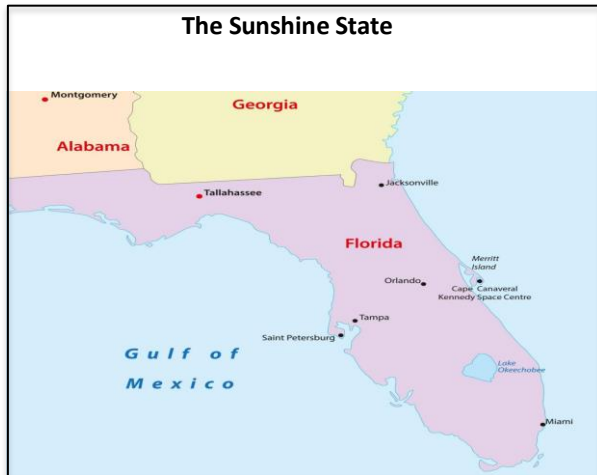 The Sunshine State
Montgomery
Georgia
Alabama
Tallahassee
Jacksonville
Florida
Merritt
Island
Orlando
Cape Canaveral
Kennedy Space Centre
Tampa
Saint Petersburg
Gulf of
Mexico
Lake
Okeechobee
Miami